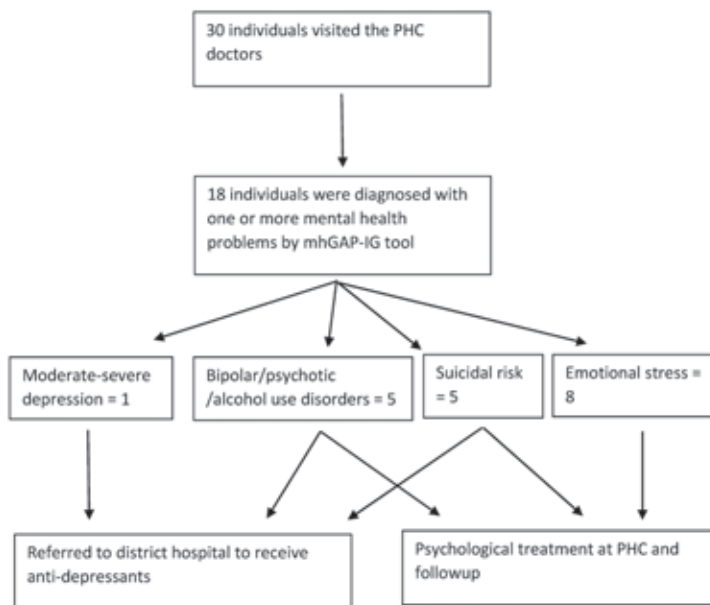 30 individuals visited the PHC
doctors
18 individuals were diagnosed with
one or more mental health
problems by mhGAP-IG tool
Moderate-severe
depression = 1
Bipolar/psychotic
/alcohol use disorders = 5
Suicidal risk
= 5
Emotional stress =
8
Referred to district hospital to receive
anti-depressants
Psychological treatment at PHC and
followup